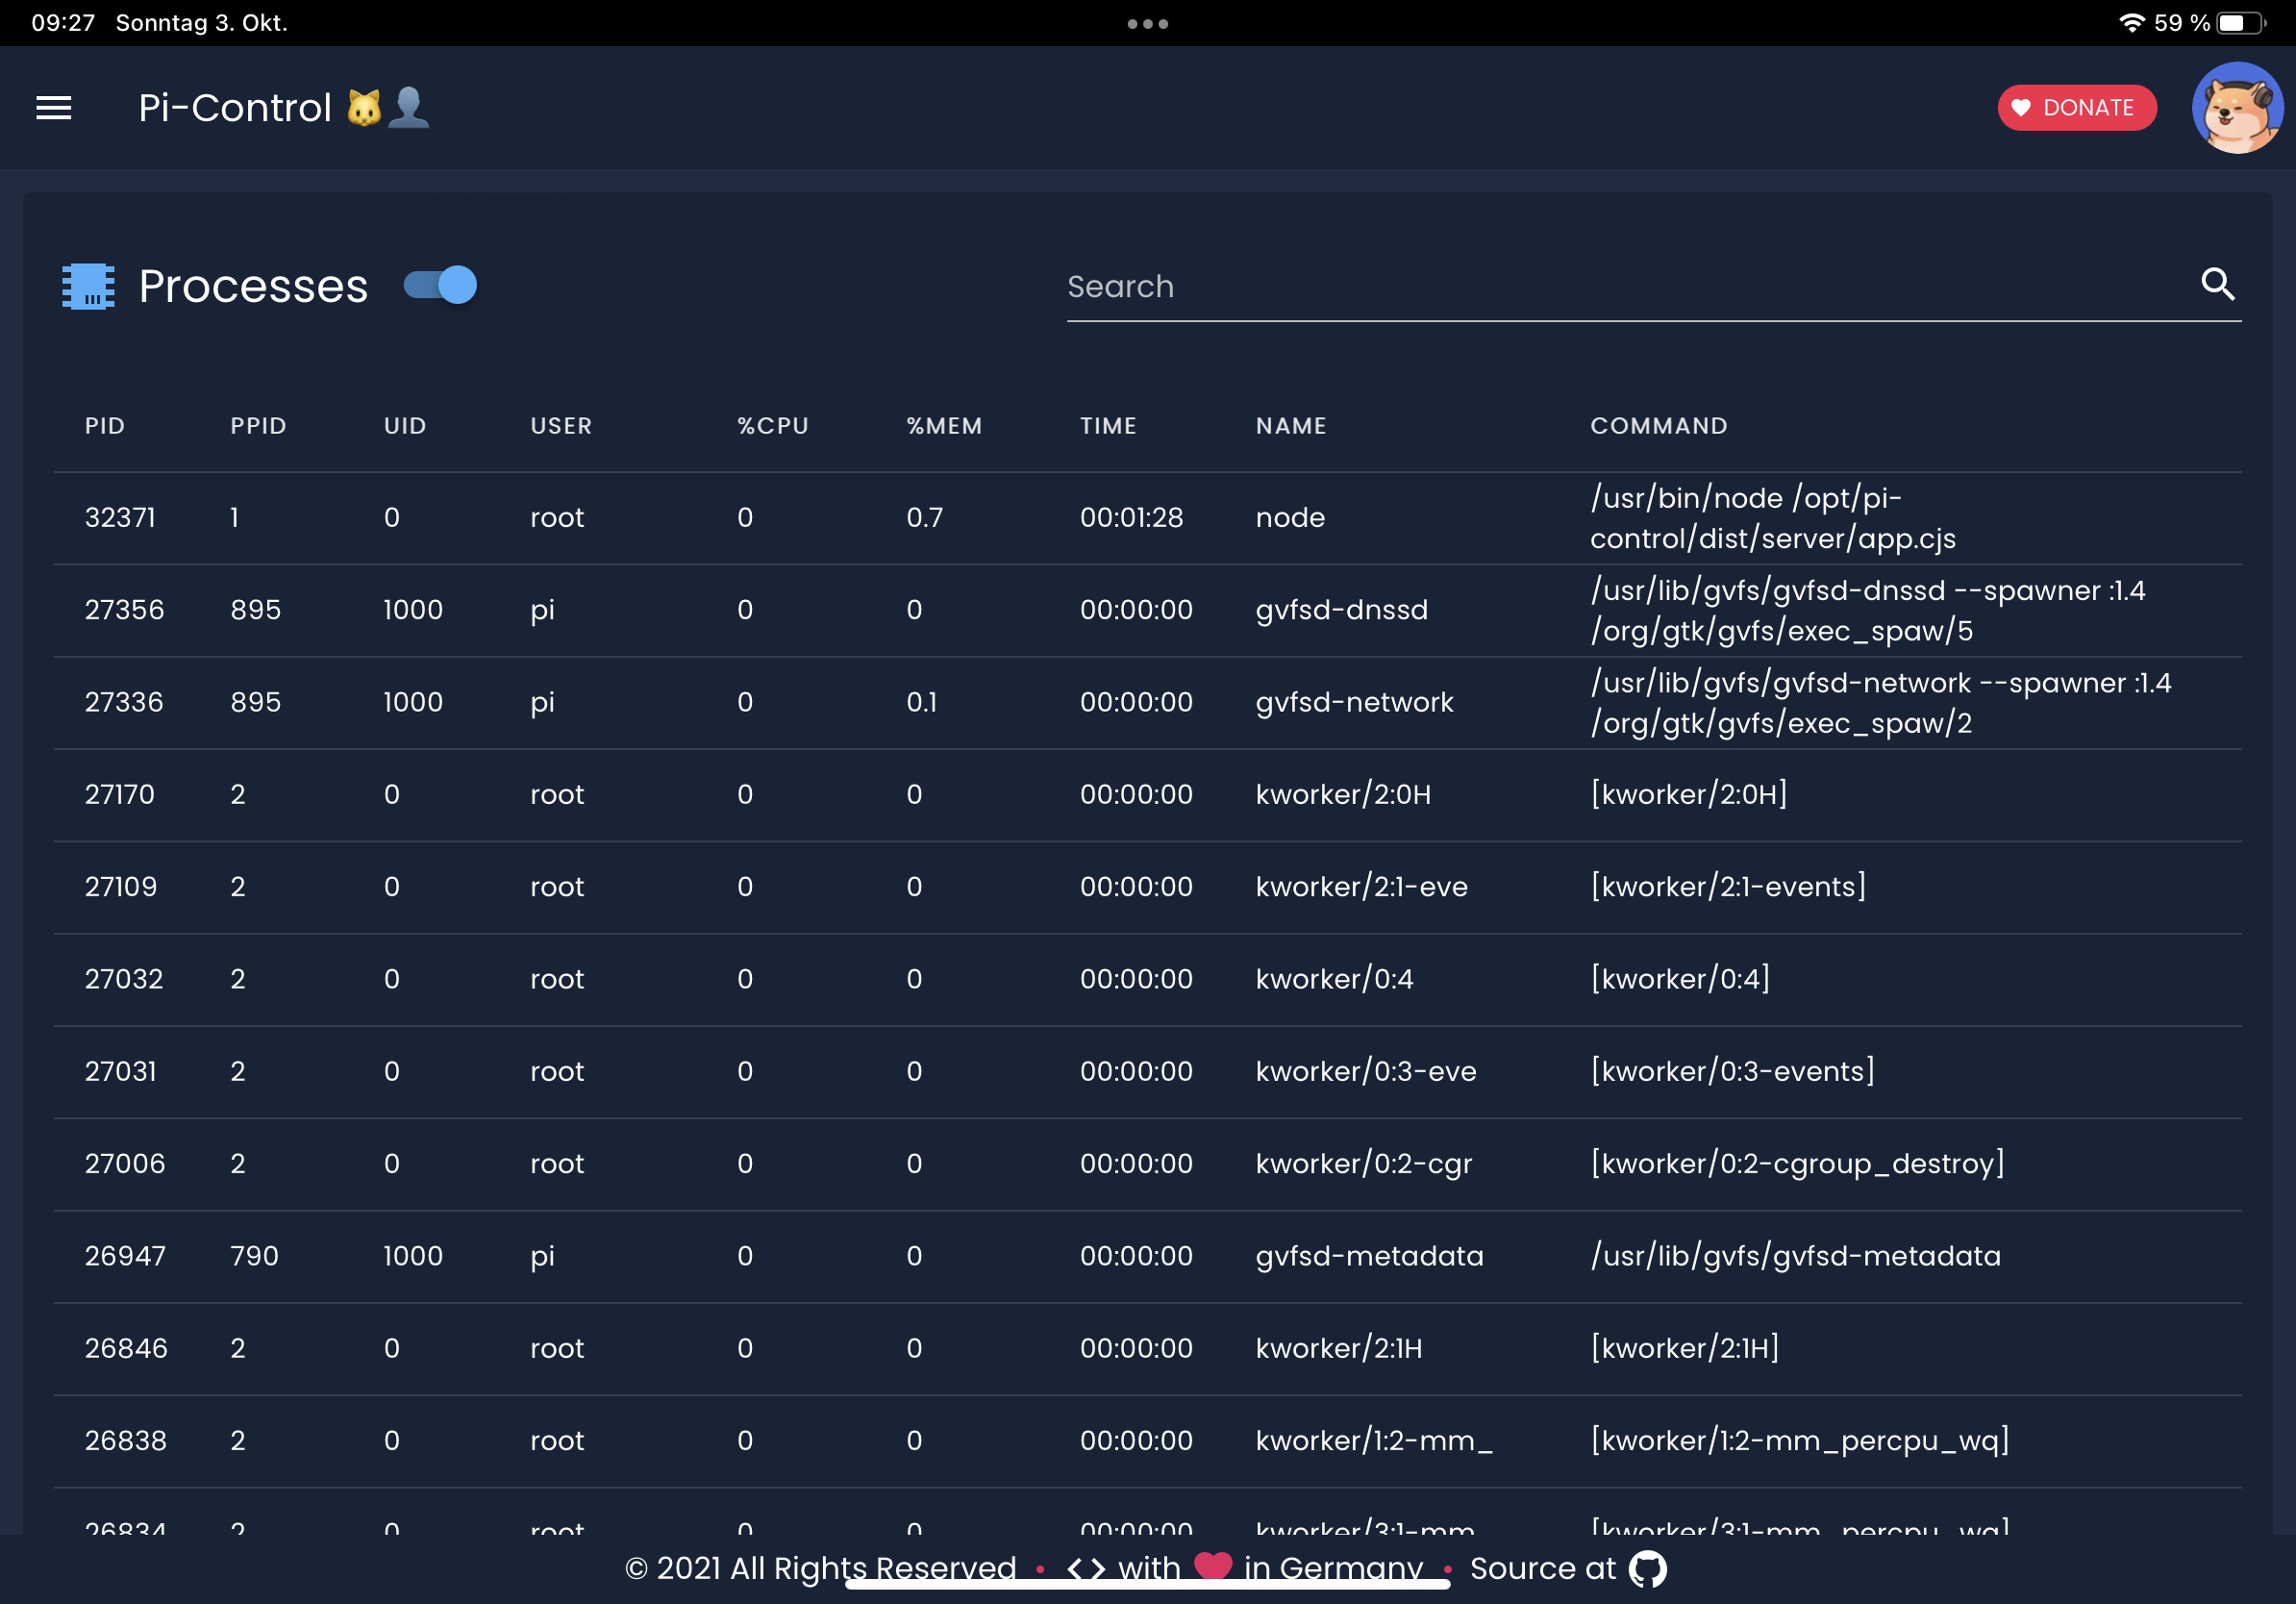 09:27 Sonntag 3. Okt. 59 %
Pi-Control DONATE
Processes Search
PID PPID UID USER %CPU %MEM TIME NAME COMMAND
32371 1 0 root 0 0.7 00:01:28 node /usr/bin/node /opt/pi-
control/dist/server/app.cjs
27356 895 1000 pi 0 0 00:00:00 gvfsd-dnssd /usr/lib/gvfs/gvfsd-dnssd --spawner :1.4
/org/gtk/gvfs/exec_spaw/5
27336 895 1000 pi 0 0.1 00:00:00 gvfsd-network /usr/lib/gvfs/gvfsd-network --spawner :1.4
/org/gtk/gvfs/exec_spaw/2
27170 2 0 root 0 0 00:00:00 kworker/2:0H [kworker/2:0H]
27109 2 0 root 0 0 00:00:00 kworker/2:1-eve [kworker/2:1-events]
27032 2 0 root 0 0 00:00:00 kworker/0:4 [kworker/0:4]
27031 2 0 root 0 0 00:00:00 kworker/0:3-eve [kworker/0:3-events]
27006 2 0 root 0 0 00:00:00 kworker/0:2-cgr [kworker/0:2-cgroup_destroy]
26947 790 1000 pi 0 0 00:00:00 gvfsd-metadata /usr/lib/gvfs/gvfsd-metadata
26846 2 0 root 0 0 00:00:00 kworker/2:1H [kworker/2:1H]
26838 2 0 root 0 0 00:00:00 kworker/1:2-mm_ [kworker/1:2-mm_percpu_wq]
26834 2 0 root 0 0 00:00:00 kworker/3:1-mm_ [kworker/3:1-mm_percpu_wq]
© 2021 All Rights Reserved • <> with in Germany • Source at